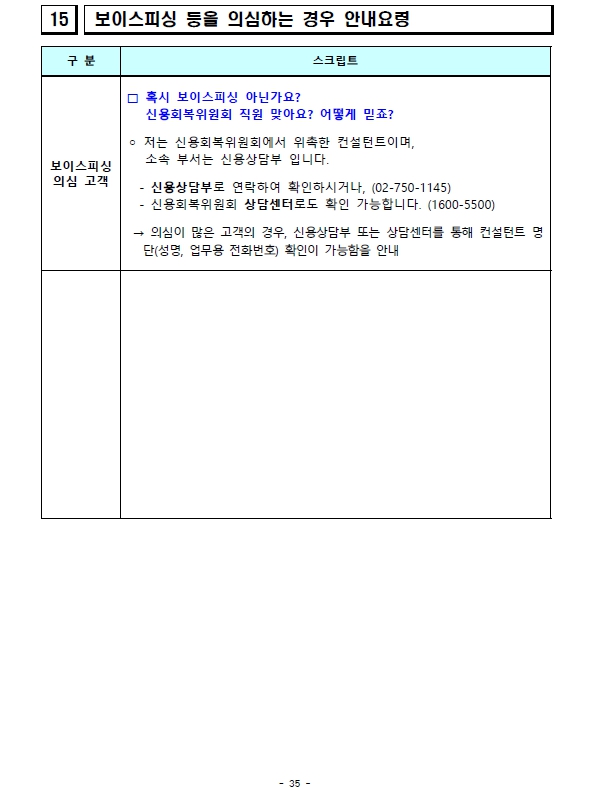 15 보이스피싱 등을 의심하는 경우 안내요령
구 분 스크립트
보이스피싱
의심 고객
□ 혹시 보이스피싱 아닌가요?
신용회복위원회 직원 맞아요? 어떻게 믿죠?
○ 저는 신용회복위원회에서 위촉한 컨설턴트이며,
소속 부서는 신용상담부 입니다.
- 신용상담부로 연락하여 확인하시거나, (02-750-1145)
- 신용회복위원회 상담센터로도 확인 가능합니다. (1600-5500)
→ 의심이 많은 고객의 경우, 신용상담부 또는 상담센터를 통해 컨설턴트 명
단(성명, 업무용 전화번호) 확인이 가능함을 안내
- 35 -